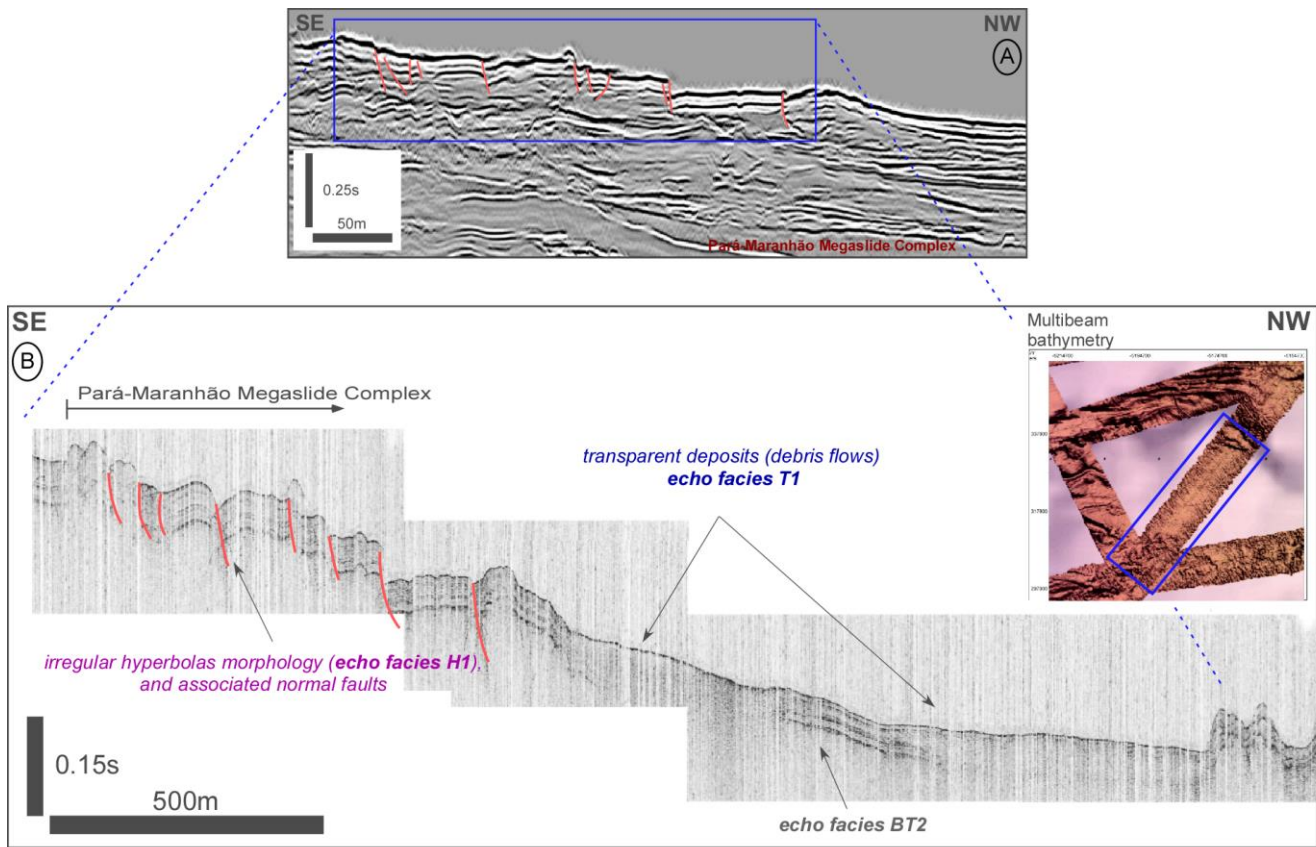 SE
NW
A
0.25s
50m
Pará-Maranhão Megaslide Complex
SE
NW
B
Multibeam
bathymetry
Pará-Maranhão Megaslide Complex
transparent deposits (debris flows)
echo facies T1
irregular hyperbolas morphology (echo facies H1),
and associated normal faults
0.15s
500m
echo facies BT2